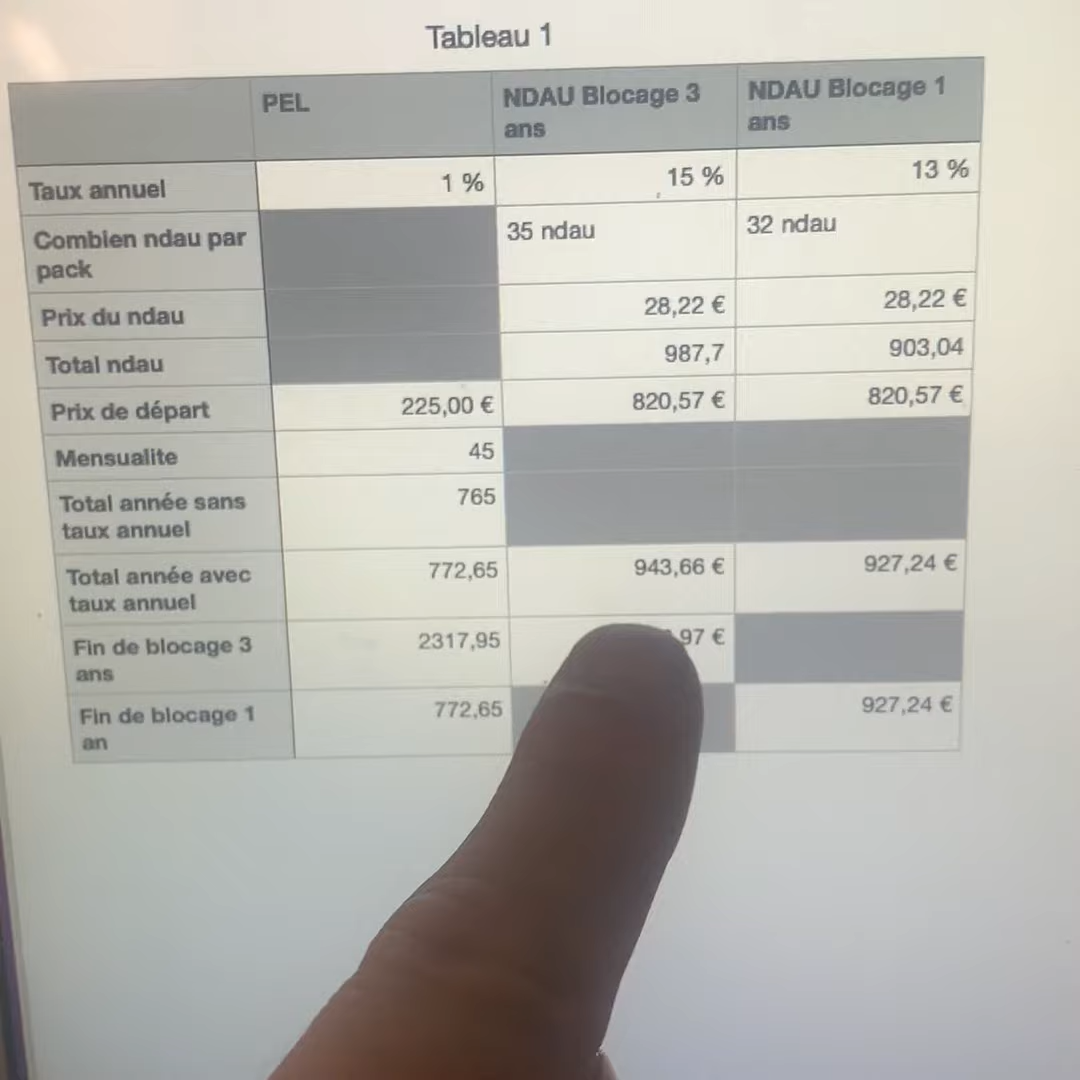 Tableau 1
PEL
NDAU Blocage 3
ans
NDAU Blocage 1
ans
Taux annuel
1 %
15 %
13 %
Combien ndau par
pack
35 ndau
32 ndau
Prix du ndau
28,22 €
28,22 €
Total ndau
987,7
903,04
Prix de départ
225,00 €
820,57 €
820,57 €
Mensualite
45
Total année sans
taux annuel
765
Total année avec
taux annuel
772,65
943,66 €
927,24 €
Fin de blocage 3
ans
2317,95
97 €
Fin de blocage 1
an
772,65
927,24 €